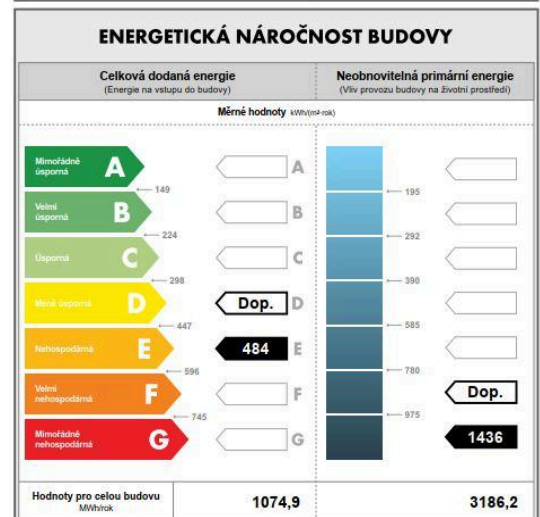 ENERGETICKÁ NÁROČNOST BUDOVY
Celková dodaná energie
(Energie na vstupu do budovy)
Neobnovitelná primární energie
(Vliv provozu budovy na životní prostředí)
Měrné hodnoty kWh/(m²·rok)
Mimořádně úsporná A
A
149
195
Velmi úsporná B
B
224
292
Úsporná C
C
298
390
Méně úsporná D
Dop. D
447
585
Nehospodárná E
484 E
596
780
Velmi nehospodárná F
F
Dop.
745
975
Mimořádně nehospodárná G
G
1436
Hodnoty pro celou budovu
MWh/rok
1074,9
3186,2